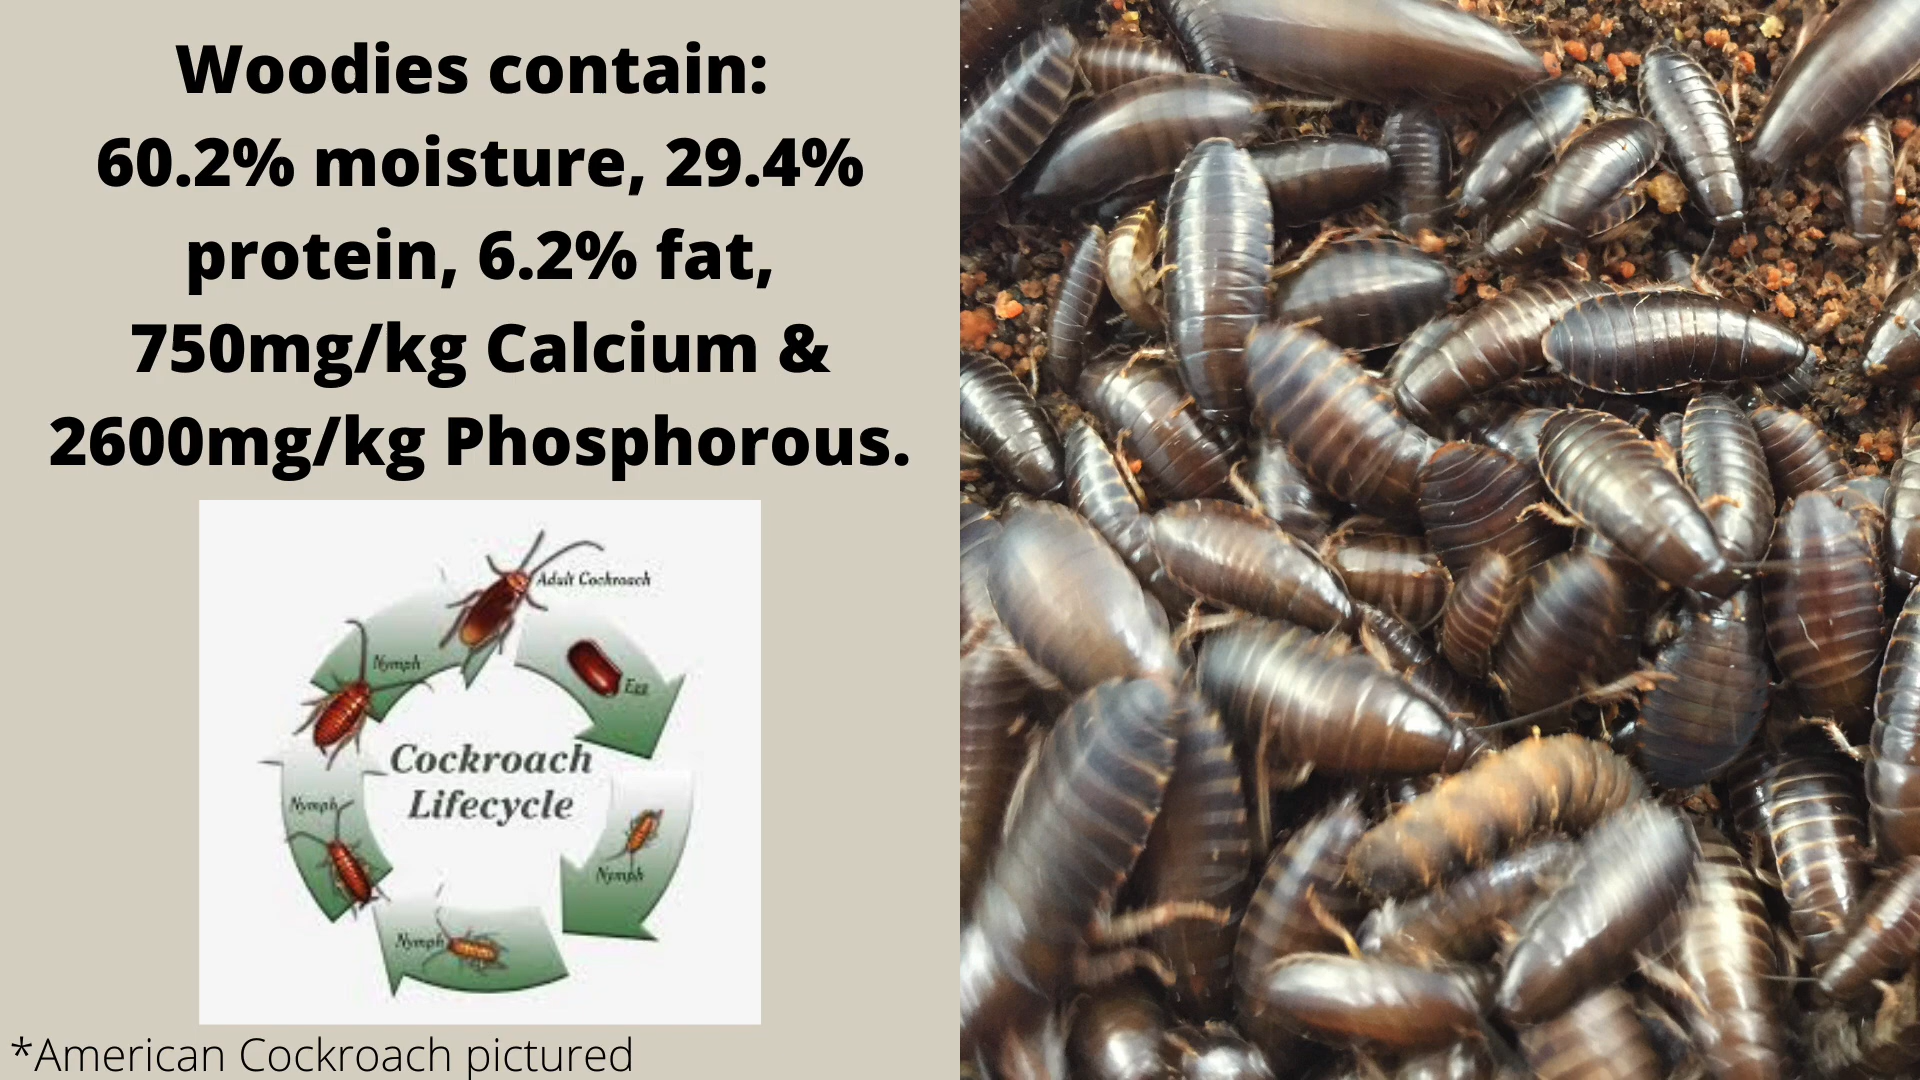 Woodies contain:
60.2% moisture, 29.4%
protein, 6.2% fat,
750mg/kg Calcium &
2600mg/kg Phosphorous.
Adult Cockroach
Egg
Nymph
Nymph
Nymph
Nymph
Cockroach
Lifecycle
*American Cockroach pictured